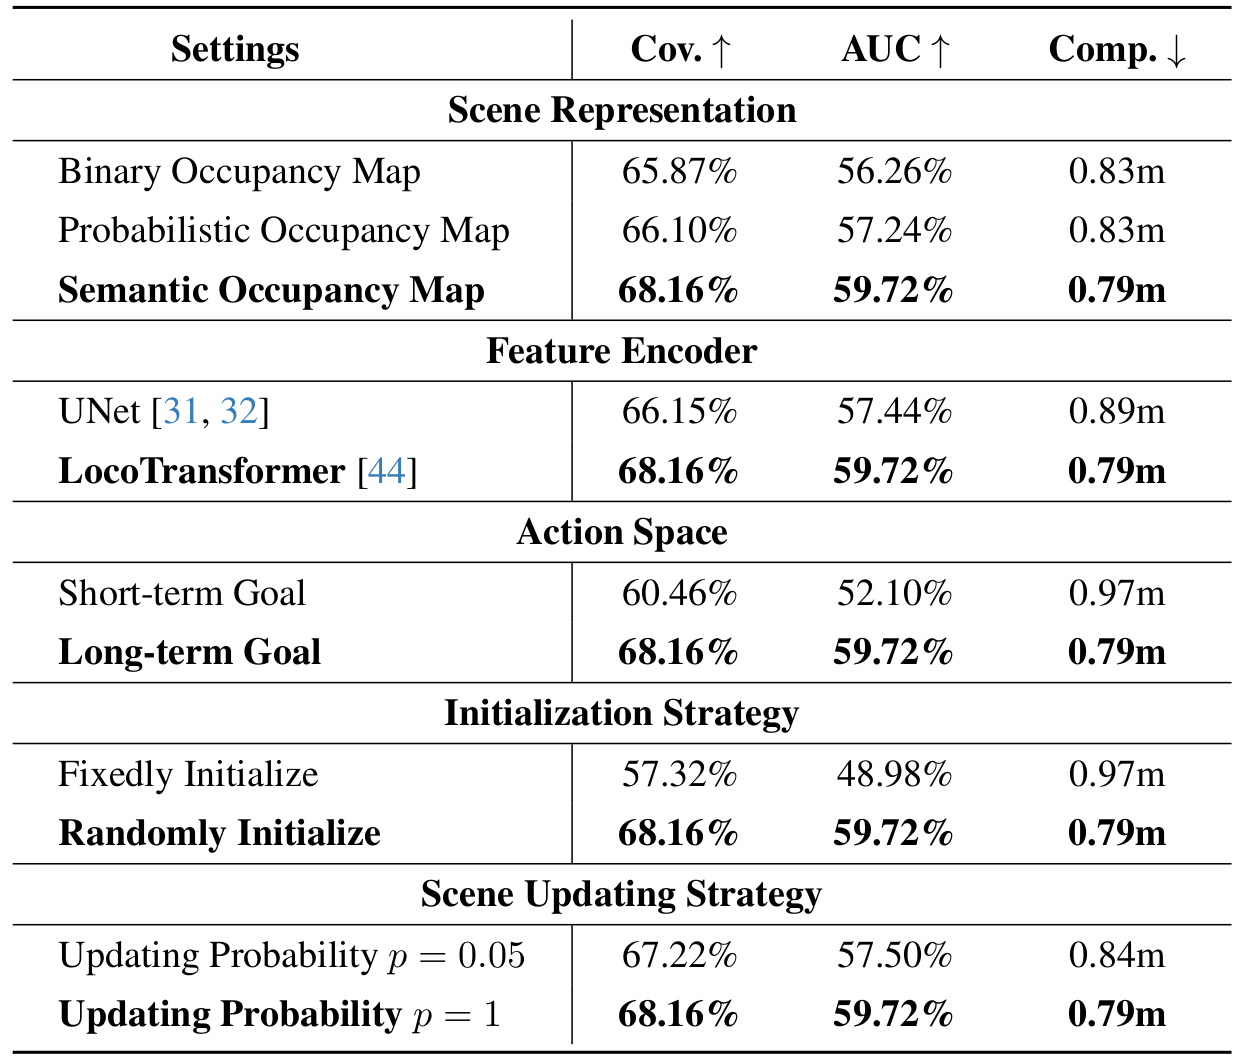 Settings Cov. ↑ AUC ↑ Comp. ↓
Scene Representation
Binary Occupancy Map 65.87% 56.26% 0.83m
Probabilistic Occupancy Map 66.10% 57.24% 0.83m
Semantic Occupancy Map 68.16% 59.72% 0.79m
Feature Encoder
UNet [31, 32] 66.15% 57.44% 0.89m
LocoTransformer [44] 68.16% 59.72% 0.79m
Action Space
Short-term Goal 60.46% 52.10% 0.97m
Long-term Goal 68.16% 59.72% 0.79m
Initialization Strategy
Fixedly Initialize 57.32% 48.98% 0.97m
Randomly Initialize 68.16% 59.72% 0.79m
Scene Updating Strategy
Updating Probability p = 0.05 67.22% 57.50% 0.84m
Updating Probability p = 1 68.16% 59.72% 0.79m